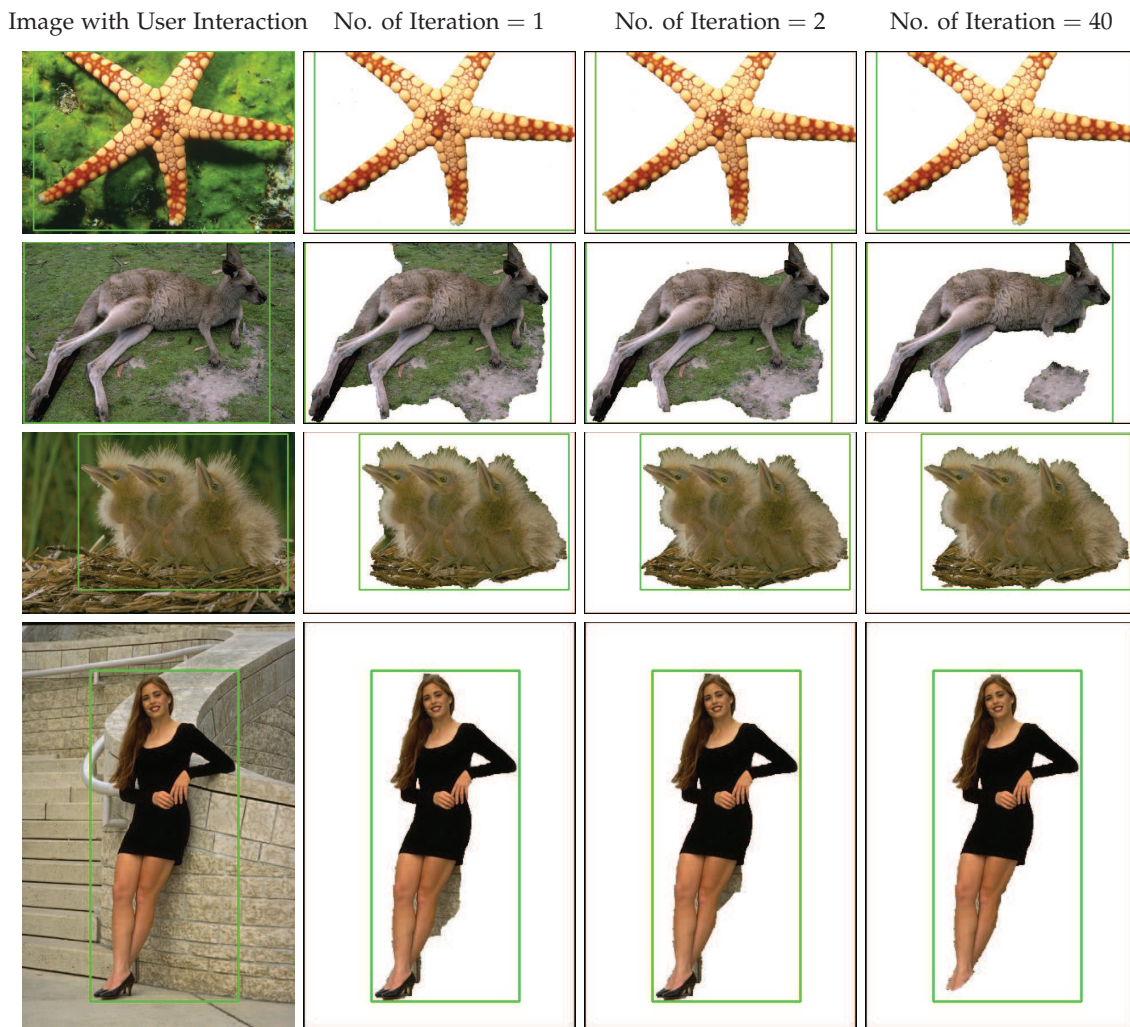 Image with User Interaction No. of Iteration = 1 No. of Iteration = 2 No. of Iteration = 40